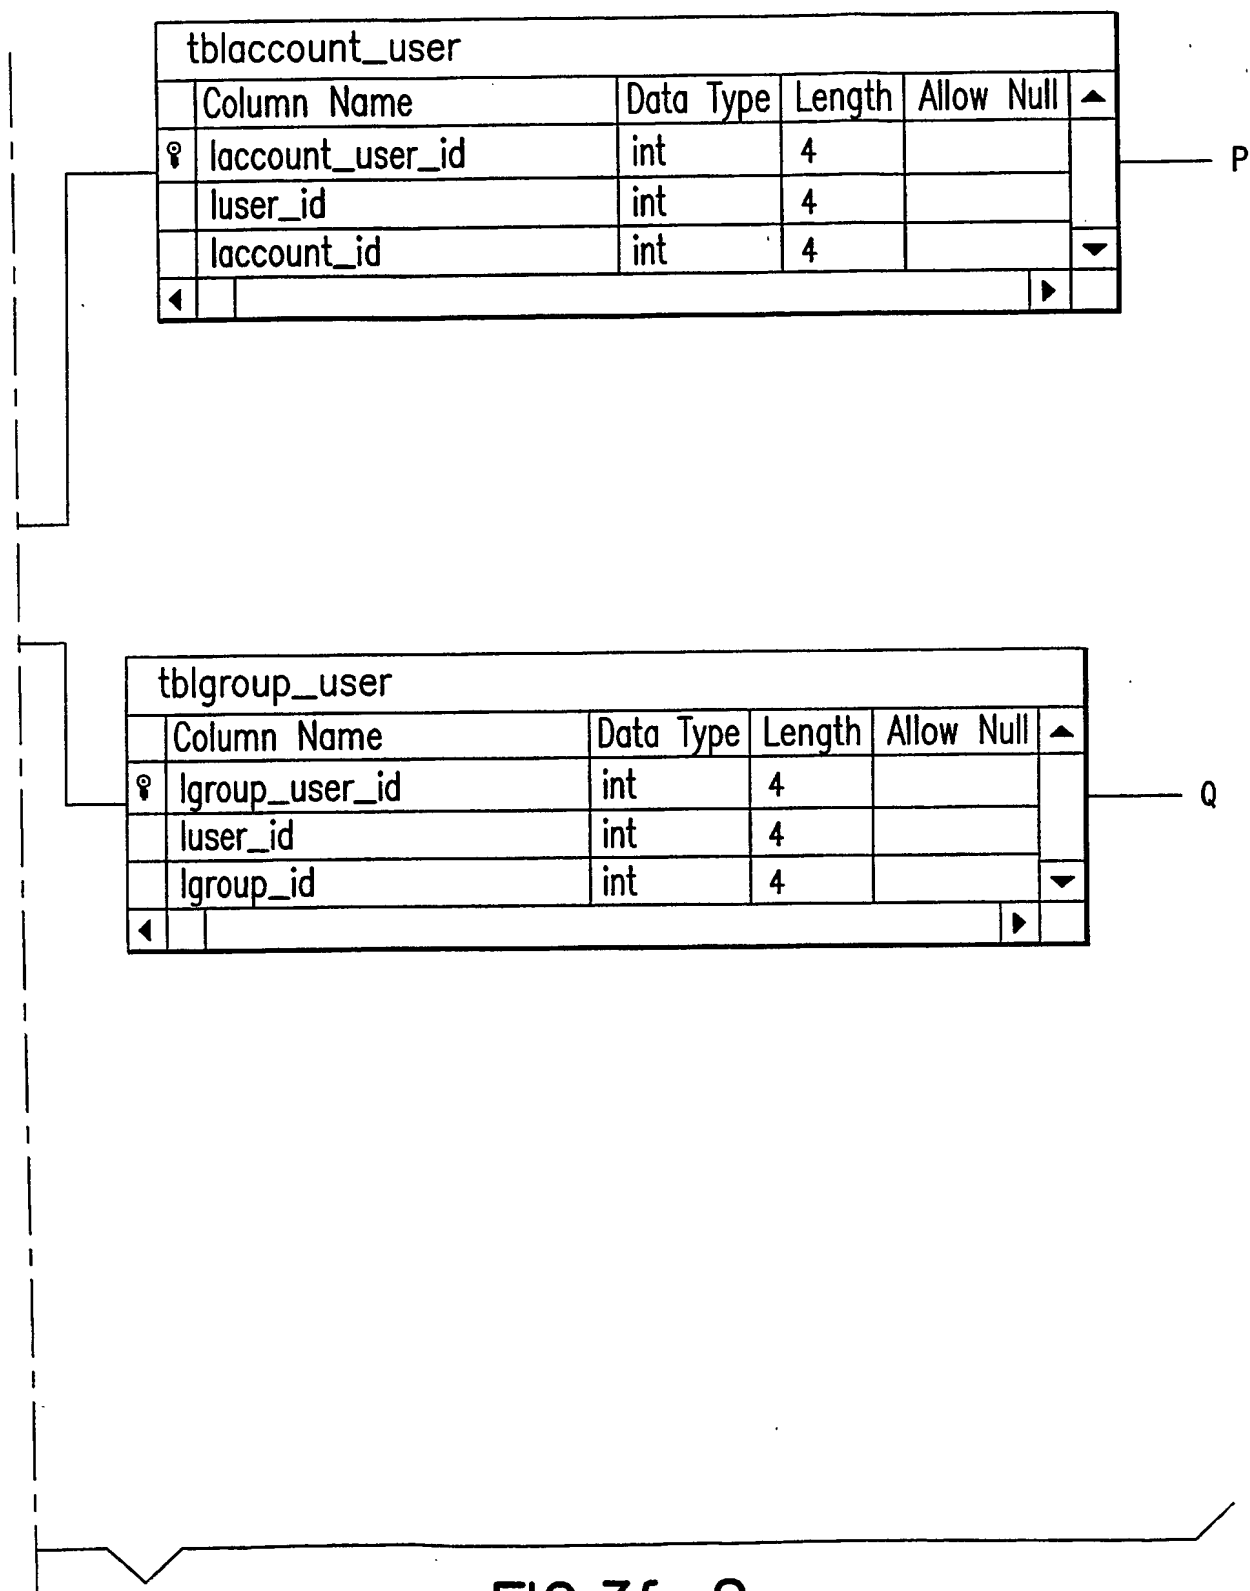 tblaccount_user
Column Name Data Type Length Allow Null
laccount_user_id int 4
P
luser_id int 4
laccount_id int 4
tblgroup_user
Column Name Data Type Length Allow Null
lgroup_user_id int 4
Q
luser_id int 4
lgroup_id int 4